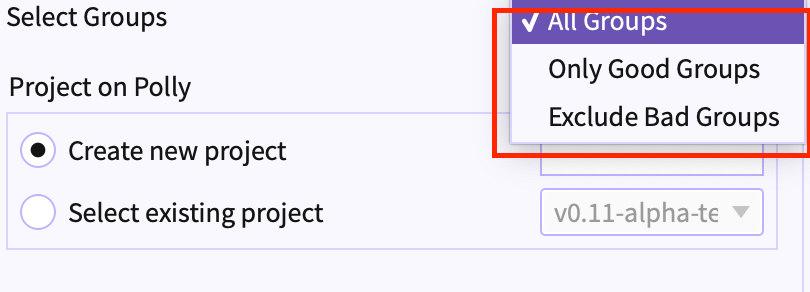 Select Groups
✓ All Groups
Only Good Groups
Project on Polly
Exclude Bad Groups
Create new project
Select existing project
v0.11-alpha-te